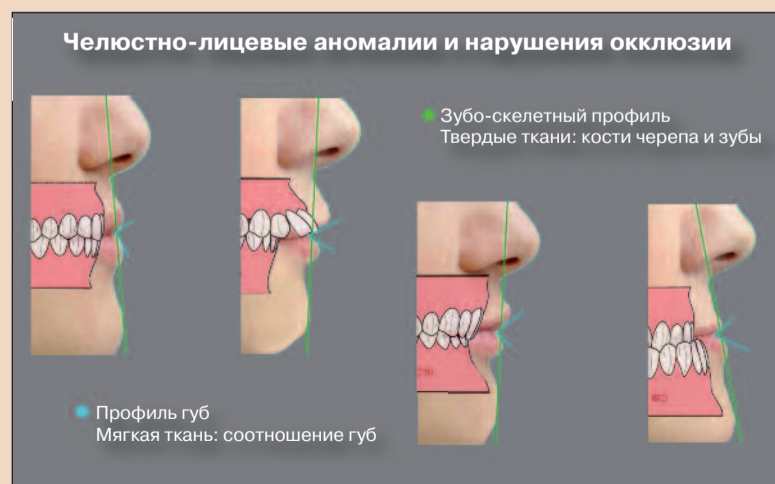 Челюстно-лицевые аномалии и нарушения окклюзии
Зубо-скелетный профиль
Твердые ткани: кости черепа и зубы
Профиль губ
Мягкая ткань: соотношение губ